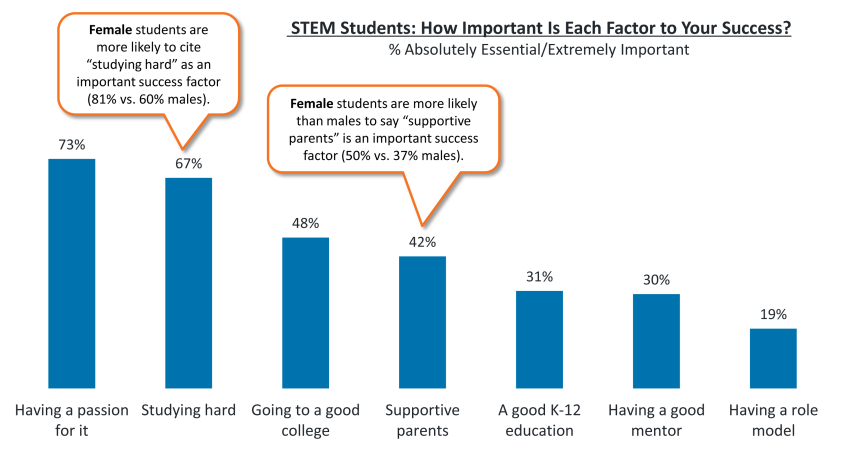 STEM Students: How Important Is Each Factor to Your Success?
% Absolutely Essential/Extremely Important
Female students are
more likely to cite
“studying hard” as an
important success factor
(81% vs. 60% males).
Female students are more likely
than males to say “supportive
parents” is an important success
factor (50% vs. 37% males).
73%
67%
48%
42%
31%
30%
19%
Having a passion
for it
Studying hard
Going to a good
college
Supportive
parents
A good K-12
education
Having a good
mentor
Having a role
model